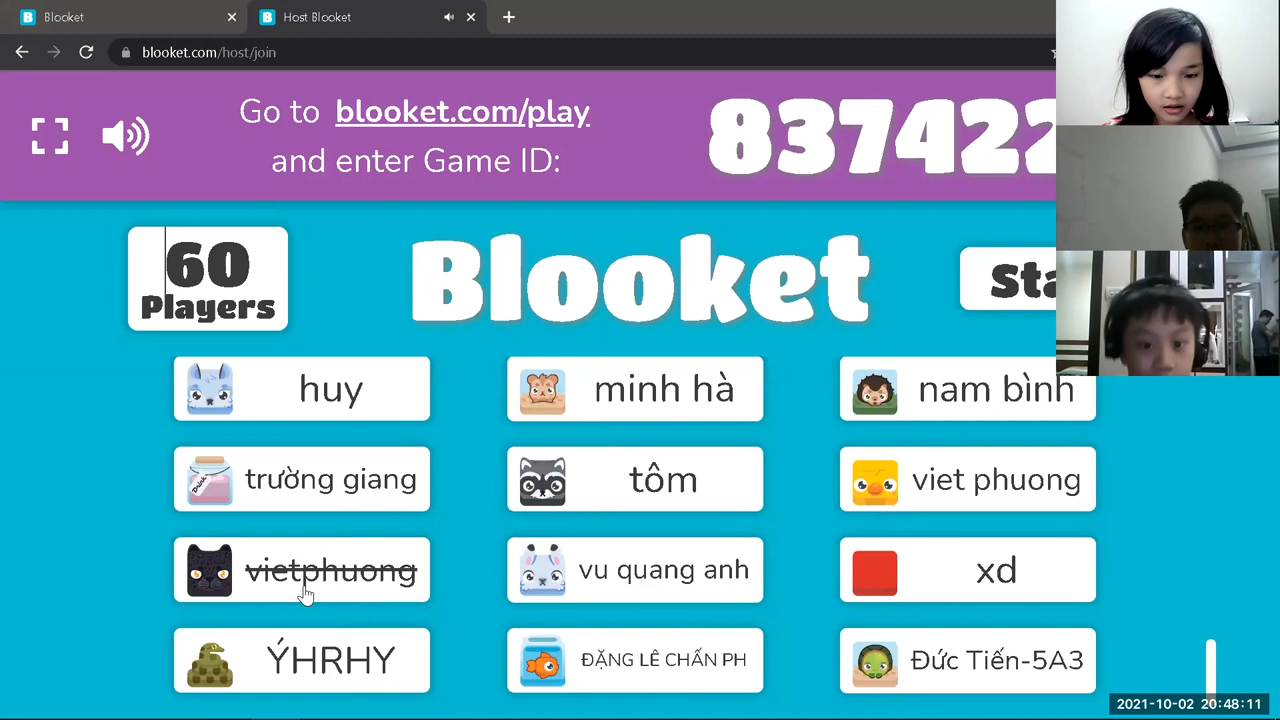 Blooket
Host Blooket
blooket.com/host/join
Go to blooket.com/play
and enter Game ID:
837422
60
Players
Blooket
Sta
huy
minh hà
nam bình
trường giang
tôm
viet phuong
vietphuong
vu quang anh
xd
ÝHRHY
ĐẶNG LÊ CHẤN PH
Đức Tiến-5A3
2021-10-02 20:48:11